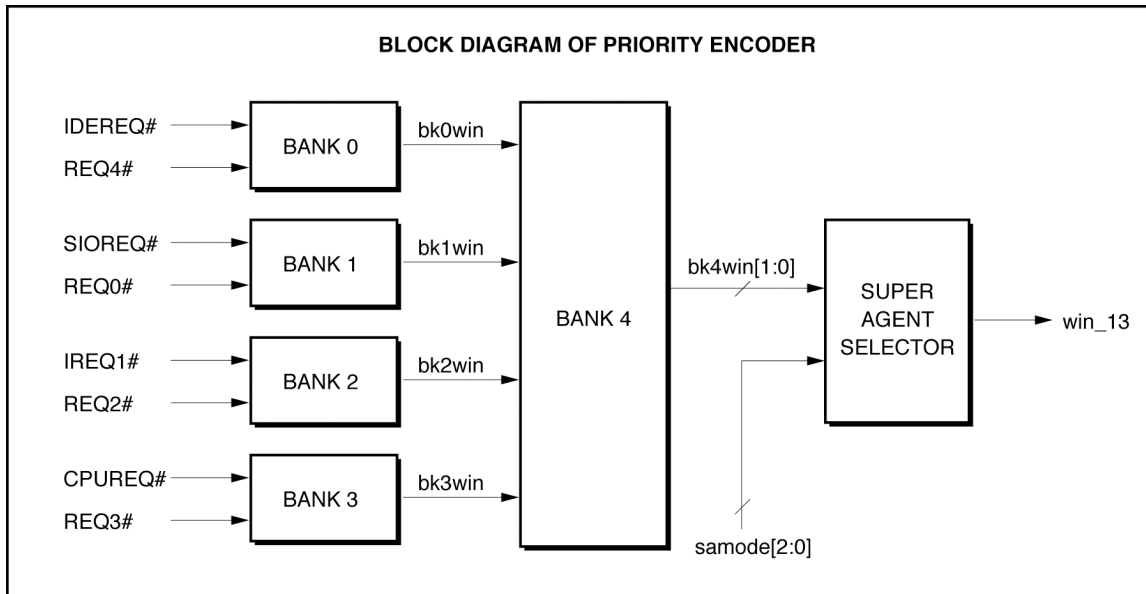 BLOCK DIAGRAM OF PRIORITY ENCODER
IDEREQ#
REQ4#
BANK 0
bk0win
SIOREQ#
REQ0#
BANK 1
bk1win
IREQ1#
REQ2#
BANK 2
bk2win
CPUREQ#
REQ3#
BANK 3
bk3win
BANK 4
bk4win[1:0]
samode[2:0]
SUPER
AGENT
SELECTOR
win_13